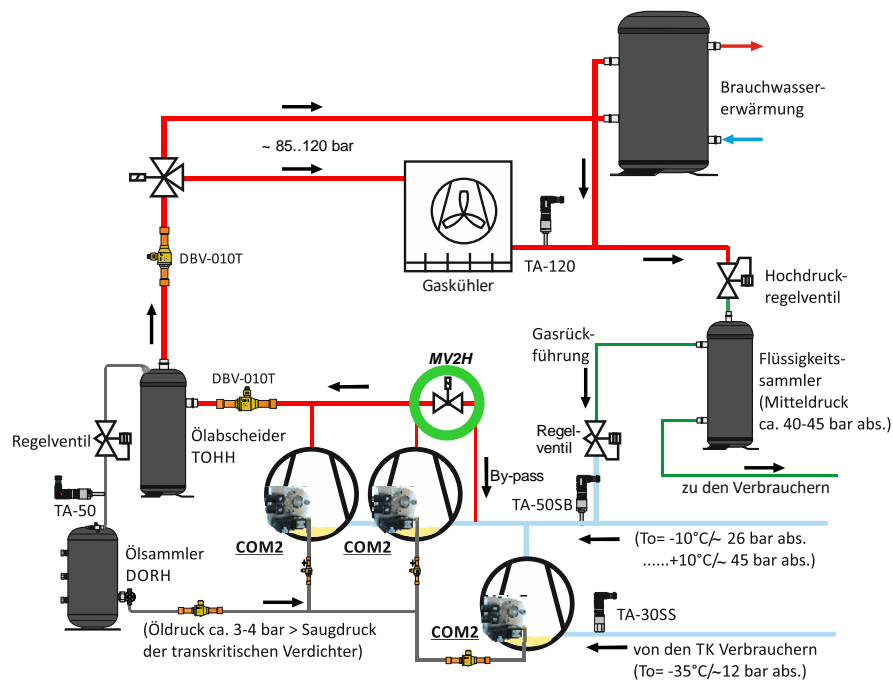 Brauchwasser-
erwärmung
~ 85..120 bar
DBV-010T
TA-120
Gaskühler
Hochdruck-
regelventil
Gasrück-
führung
MV2H
DBV-010T
Flüssigkeits-
sammler
(Mitteldruck
ca. 40-45 bar abs.)
Regelventil
Ölabscheider
TOHH
Regel-
ventil
By-pass
zu den Verbrauchern
TA-50
TA-50SB
Ölsammler
DORH
COM2
COM2
(To= -10°C/~ 26 bar abs.
......+10°C/~ 45 bar abs.)
TA-30SS
(Öldruck ca. 3-4 bar > Saugdruck
der transkritischen Verdichter)
COM2
von den TK Verbrauchern
(To= -35°C/~12 bar abs.)